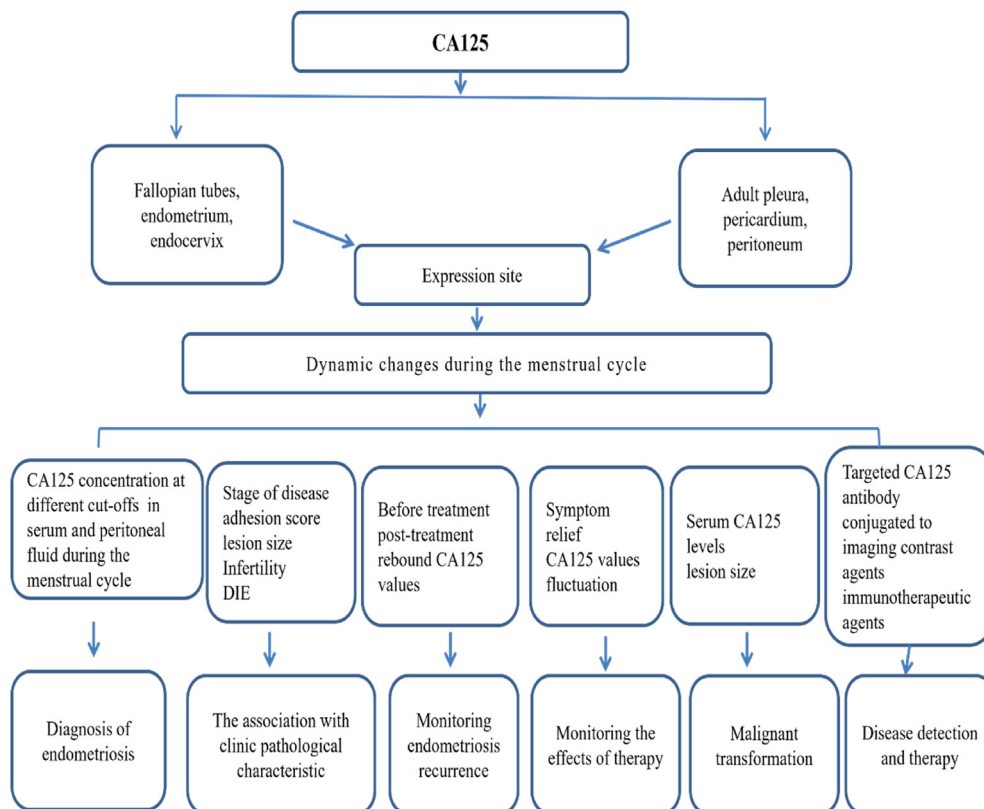 CA125
Fallopian tubes,
endometrium,
endocervix
Adult pleura,
pericardium,
peritoneum
Expression site
Dynamic changes during the menstrual cycle
CA125 concentration at
different cut-offs in
serum and peritoneal
fluid during the
menstrual cycle
Stage of disease
adhesion score
lesion size
Infertility
DIE
Before treatment
post-treatment
rebound CA125
values
Symptom
relief
CA125 values
fluctuation
Serum CA125
levels
lesion size
Targeted CA125
antibody
conjugated to
imaging contrast
agents
immunotherapeutic
agents
Diagnosis of
endometriosis
The association with
clinic pathological
characteristic
Monitoring
endometriosis
recurrence
Monitoring the
effects of therapy
Malignant
transformation
Disease detection
and therapy